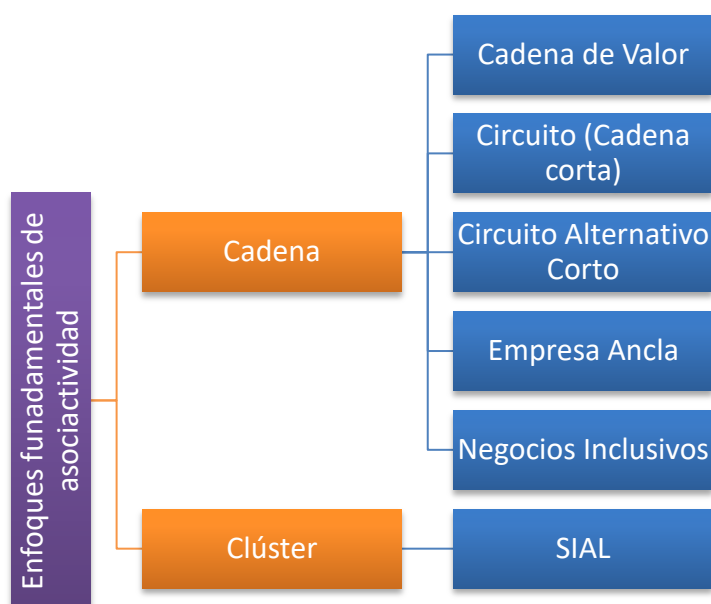 Enfoques funadamentales de
asociactividad
Cadena
Cadena de Valor
Circuito (Cadena
corta)
Circuito Alternativo
Corto
Empresa Ancla
Negocios Inclusivos
Clúster
SIAL